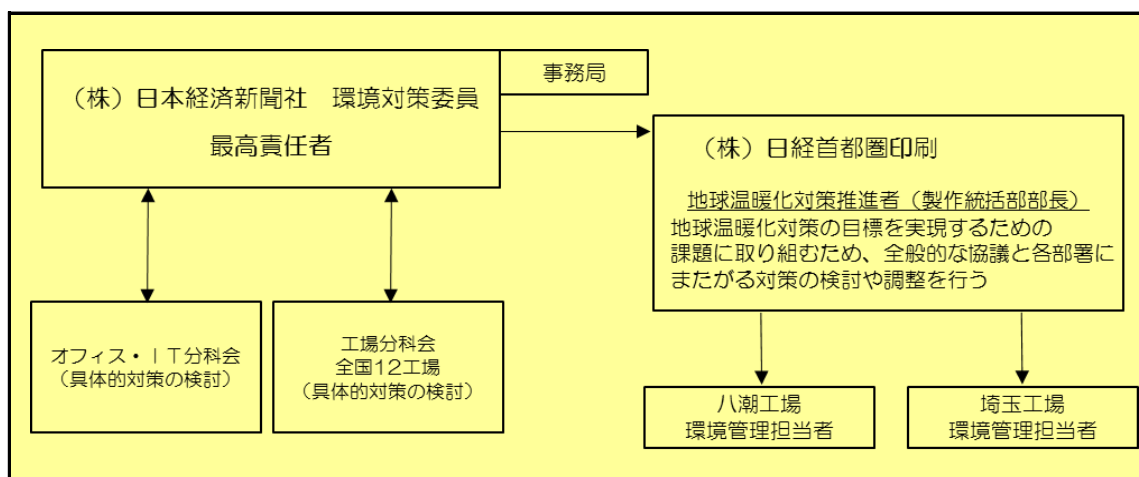 (株)日本経済新聞社　環境対策委員
最高責任者
事務局
(株)日経首都圏印刷
地球温暖化対策推進者(製作統括部部長)
地球温暖化対策の目標を実現するための
課題に取り組むため、全般的な協議と各部署に
またがる対策の検討や調整を行う
オフィス・IT分科会
(具体的対策の検討)
工場分科会
全国12工場
(具体的対策の検討)
八潮工場
環境管理担当者
埼玉工場
環境管理担当者